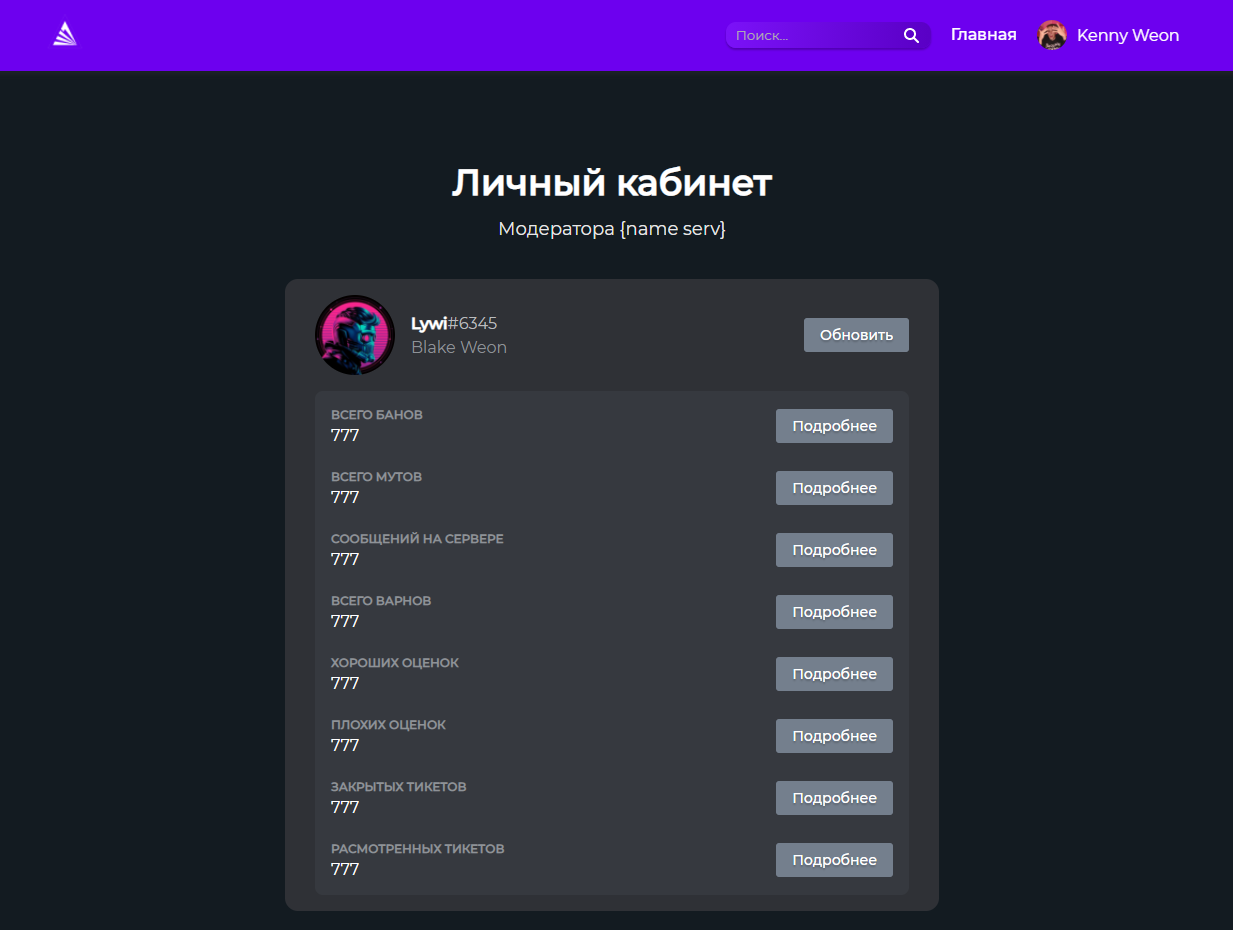 Поиск...
Главная
Kenny Weon
Личный кабинет
Модератора {name serv}
Lywi#6345
Blake Weon
Обновить
ВСЕГО БАНОВ
777
Подробнее
ВСЕГО МУТОВ
777
Подробнее
СООБЩЕНИЙ НА СЕРВЕРЕ
777
Подробнее
ВСЕГО ВАРНОВ
777
Подробнее
ХОРОШИХ ОЦЕНОК
777
Подробнее
ПЛОХИХ ОЦЕНОК
777
Подробнее
ЗАКРЫТЫХ ТИКЕТОВ
777
Подробнее
РАСМОТРЕННЫХ ТИКЕТОВ
777
Подробнее